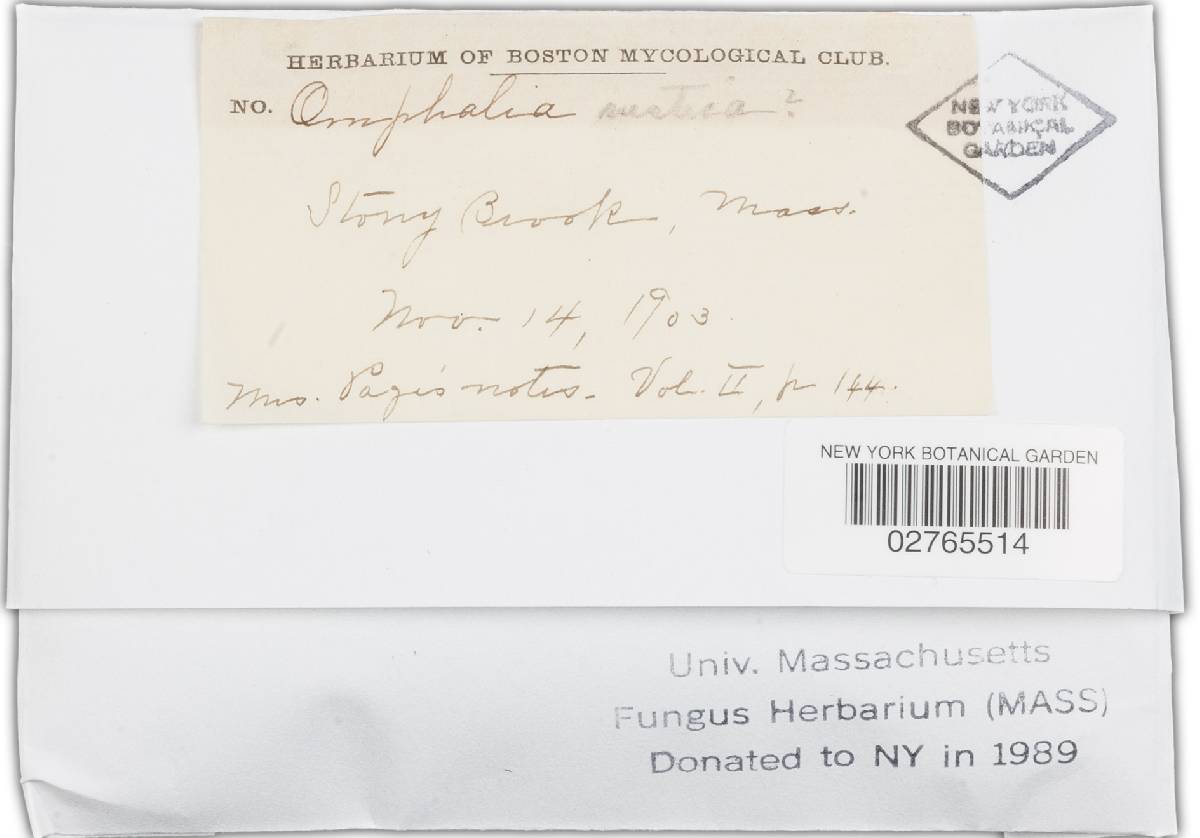 HERBARIUM OF BOSTON MYCOLOGICAL CLUB.
NO. Omphalia rustica?
Stony Brook, Mass.
Nov. 14, 1903.
Mrs. Page's notes. Vol. II, p 144.
NEW YORK
BOTANICAL
GARDEN
NEW YORK BOTANICAL GARDEN
02765514
Univ. Massachusetts
Fungus Herbarium (MASS)
Donated to NY in 1989